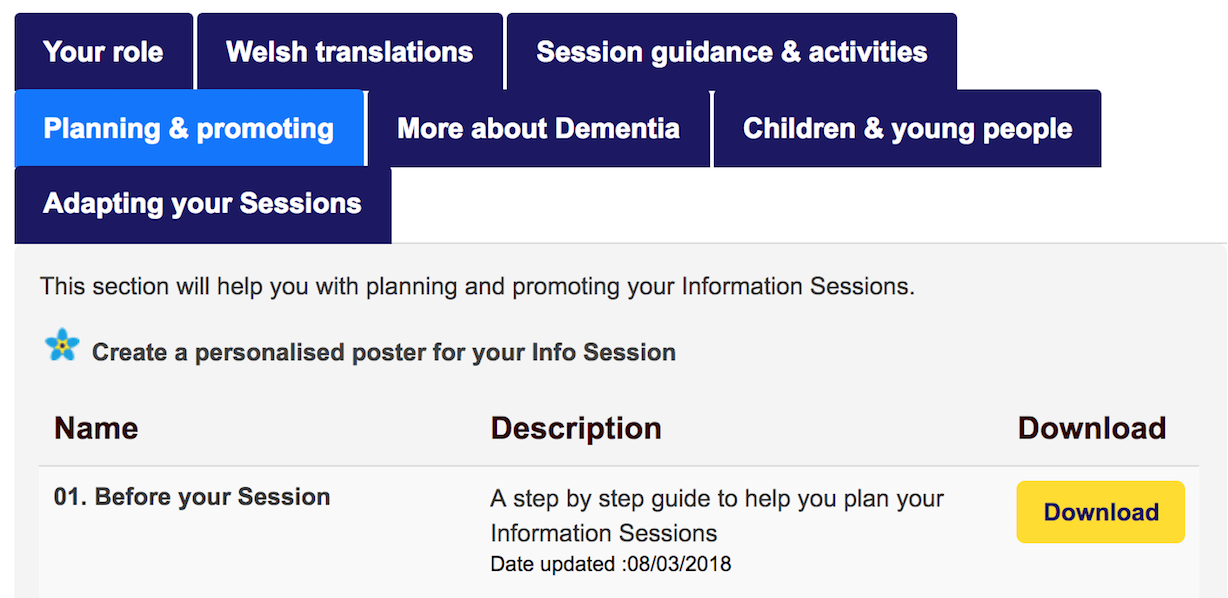 Your role
Welsh translations
Session guidance & activities
Planning & promoting
More about Dementia
Children & young people
Adapting your Sessions
This section will help you with planning and promoting your Information Sessions.
Create a personalised poster for your Info Session
Name
Description
Download
01. Before your Session
A step by step guide to help you plan your
Information Sessions
Date updated :08/03/2018
Download